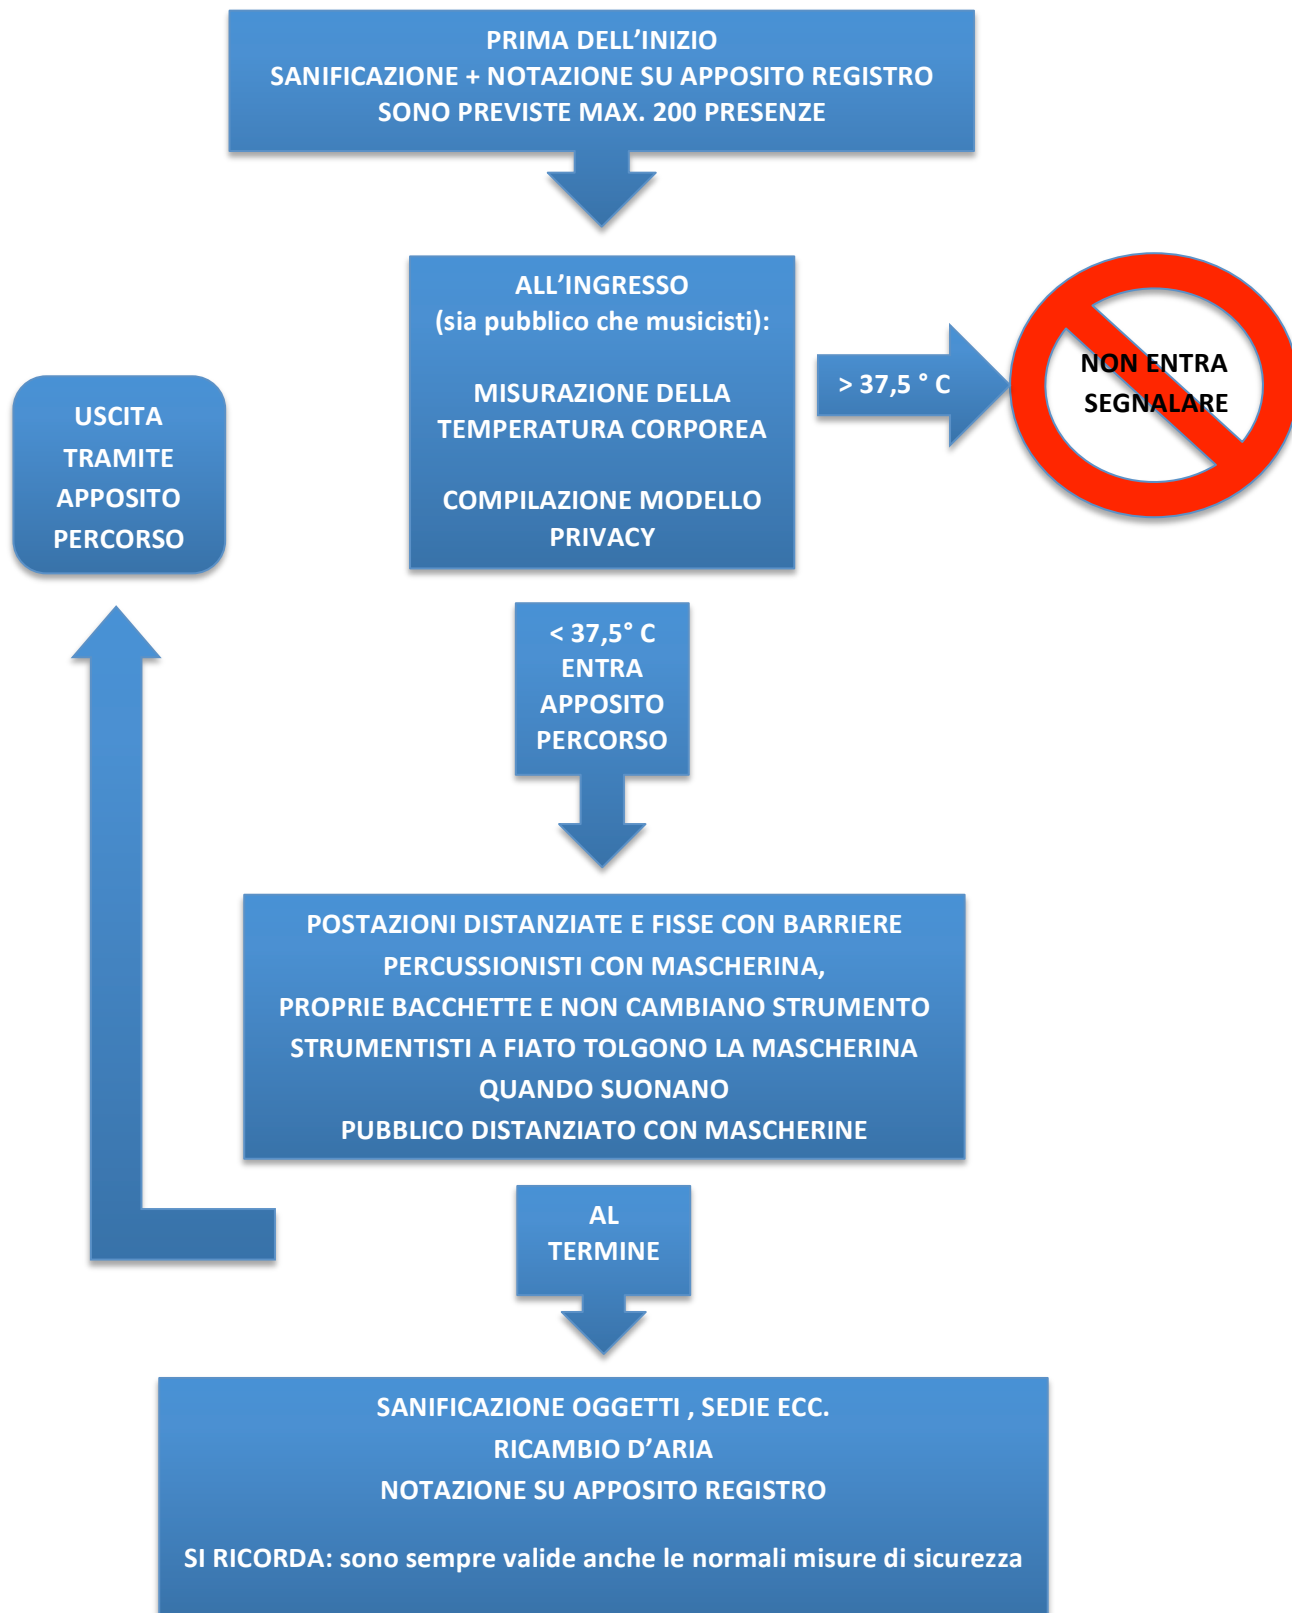 PRIMA DELL’INIZIO
SANIFICAZIONE + NOTAZIONE SU APPOSITO REGISTRO
SONO PREVISTE MAX. 200 PRESENZE
ALL’INGRESSO
(sia pubblico che musicisti):
MISURAZIONE DELLA
TEMPERATURA CORPOREA
COMPILAZIONE MODELLO
PRIVACY
> 37,5 ° C
NON ENTRA
SEGNALARE
USCITA
TRAMITE
APPOSITO
PERCORSO
< 37,5° C
ENTRA
APPOSITO
PERCORSO
POSTAZIONI DISTANZIATE E FISSE CON BARRIERE
PERCUSSIONISTI CON MASCHERINA,
PROPRIE BACCHETTE E NON CAMBIANO STRUMENTO
STRUMENTISTI A FIATO TOLGONO LA MASCHERINA
QUANDO SUONANO
PUBBLICO DISTANZIATO CON MASCHERINE
AL
TERMINE
SANIFICAZIONE OGGETTI , SEDIE ECC.
RICAMBIO D’ARIA
NOTAZIONE SU APPOSITO REGISTRO
SI RICORDA: sono sempre valide anche le normali misure di sicurezza